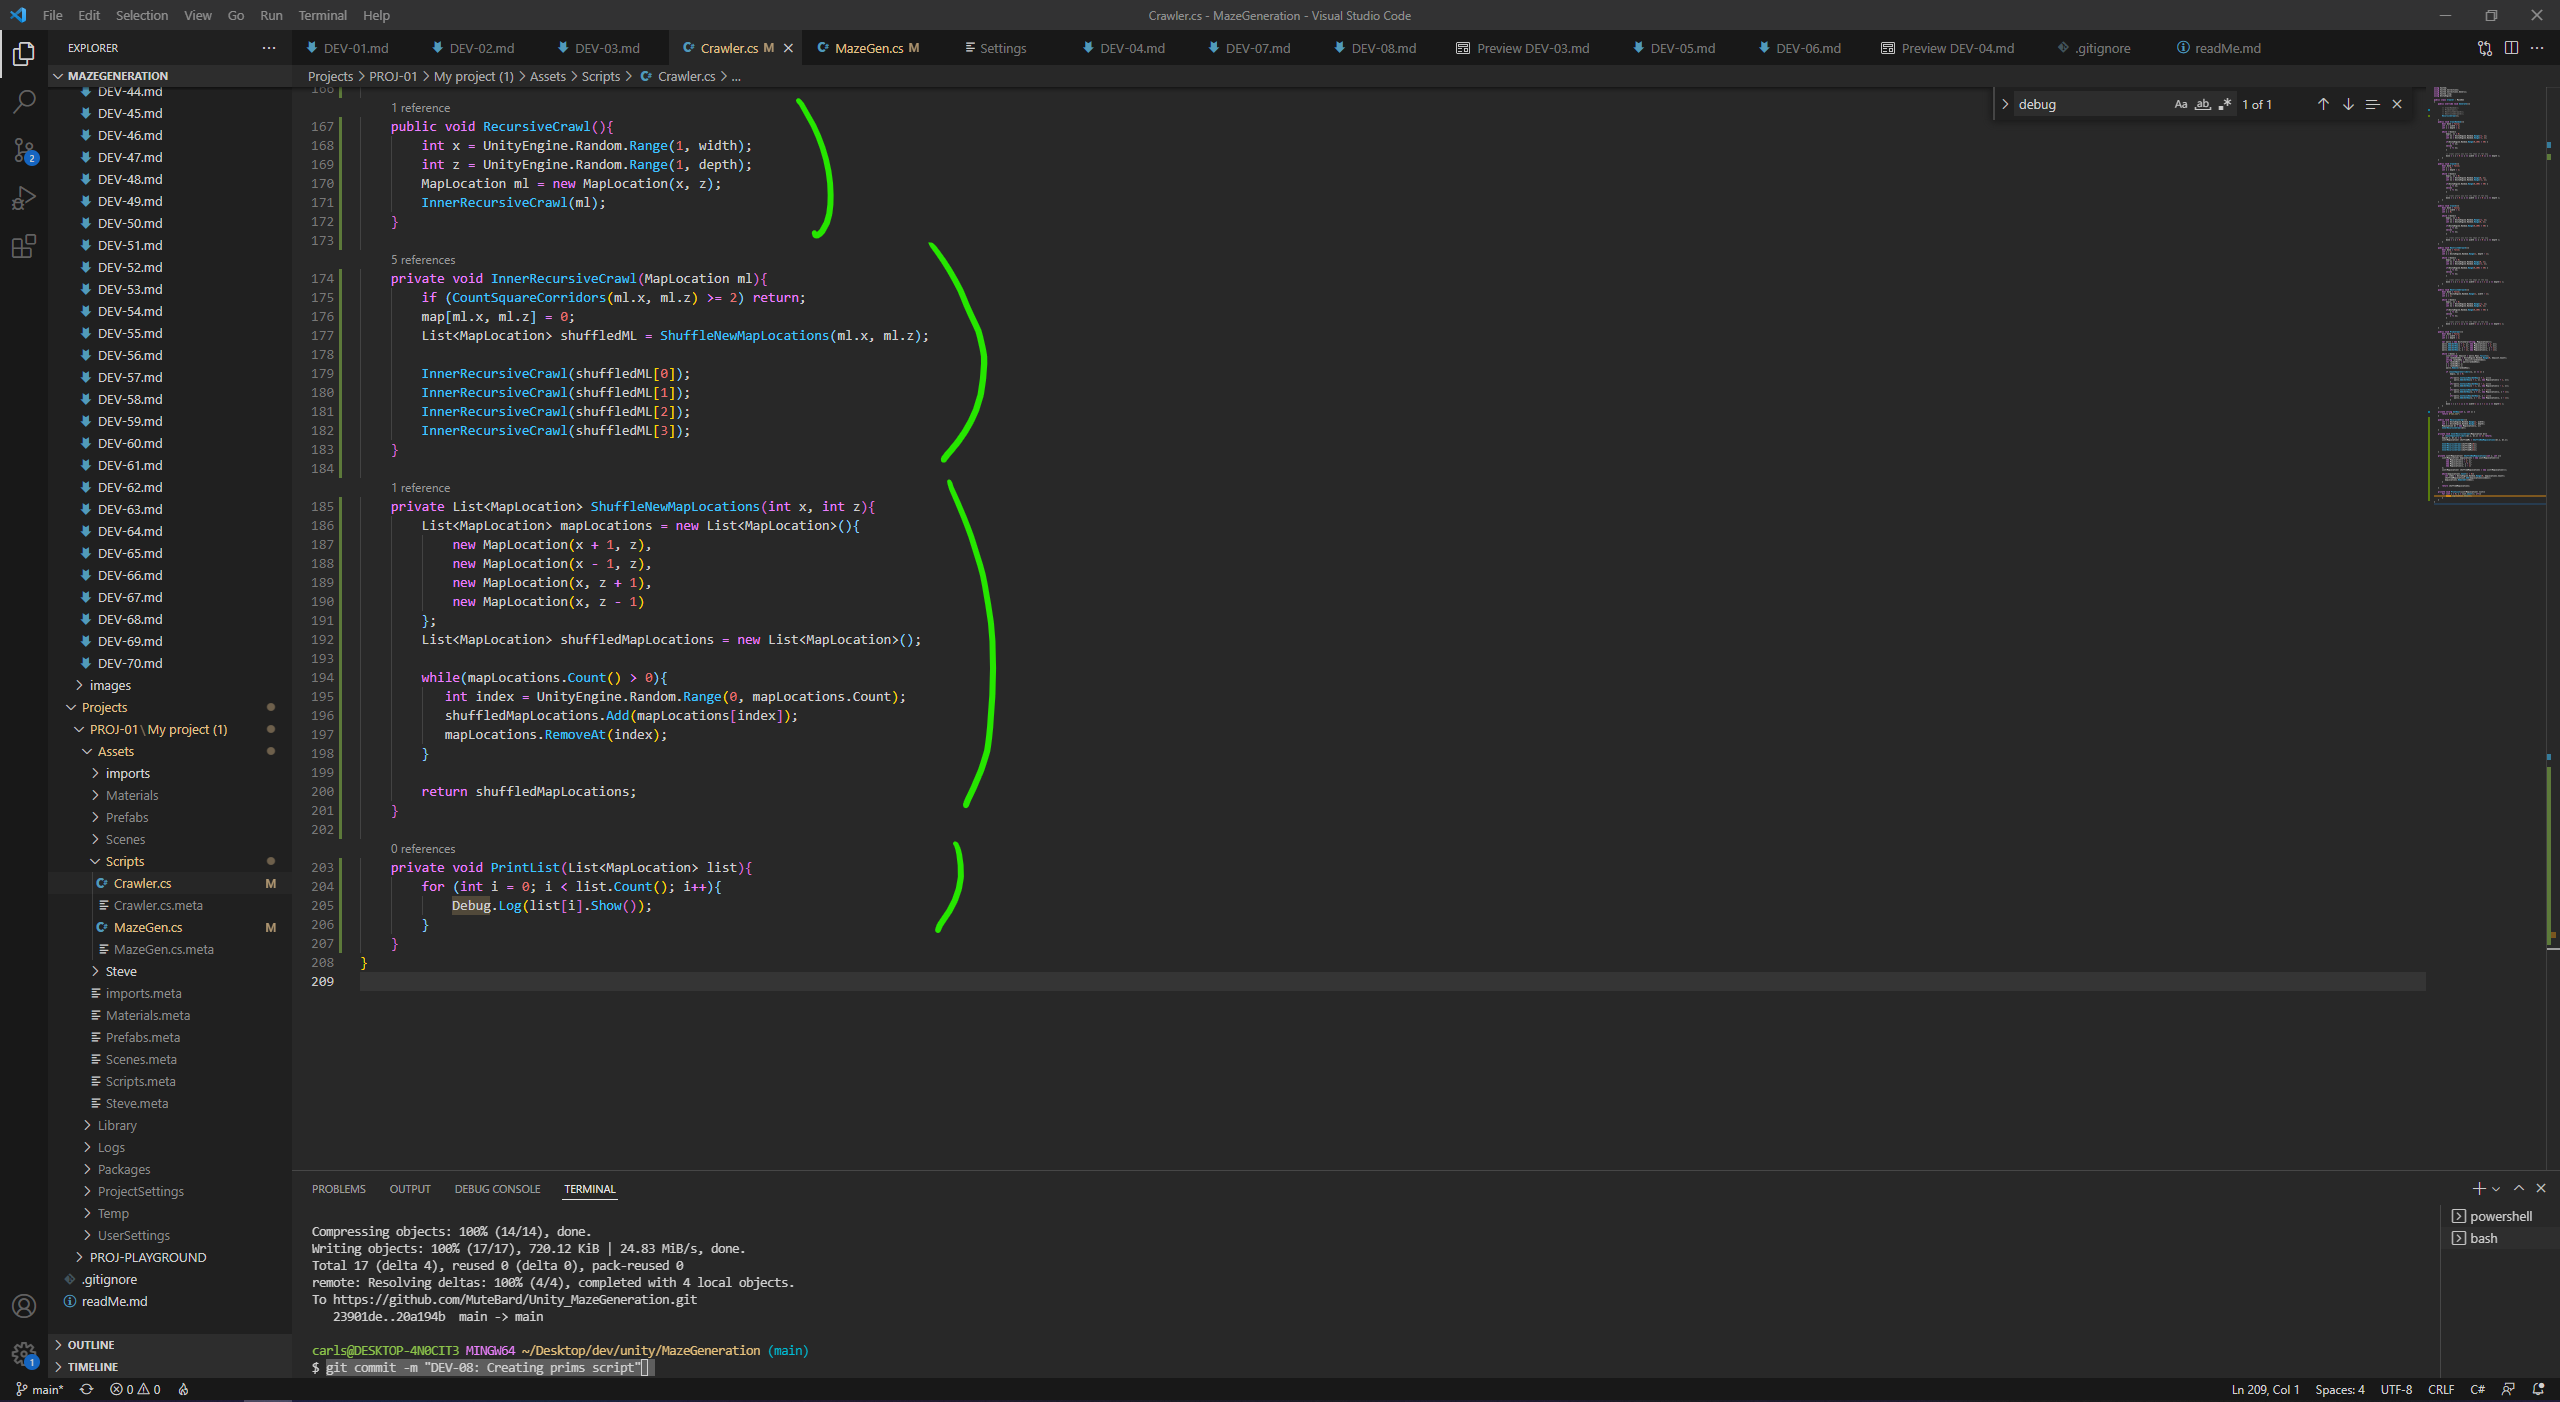 File Edit Selection View Go Run Terminal Help
Crawler.cs - MazeGeneration - Visual Studio Code
EXPLORER
DEV-01.md DEV-02.md DEV-03.md Crawler.cs M MazeGen.cs M Settings DEV-04.md DEV-07.md DEV-08.md Preview DEV-03.md DEV-05.md DEV-06.md Preview DEV-04.md .gitignore readMe.md
MAZEGENERATION
Projects > PROJ-01 > My project (1) > Assets > Scripts > Crawler.cs > ...
debug
Aa ab 1 of 1
DEV-44.md
DEV-45.md
DEV-46.md
DEV-47.md
DEV-48.md
DEV-49.md
DEV-50.md
DEV-51.md
DEV-52.md
DEV-53.md
DEV-54.md
DEV-55.md
DEV-56.md
DEV-57.md
DEV-58.md
DEV-59.md
DEV-60.md
DEV-61.md
DEV-62.md
DEV-63.md
DEV-64.md
DEV-65.md
DEV-66.md
DEV-67.md
DEV-68.md
DEV-69.md
DEV-70.md
images
Projects
PROJ-01\My project (1)
Assets
imports
Materials
Prefabs
Scenes
Scripts
Crawler.cs M
Crawler.cs.meta
MazeGen.cs M
MazeGen.cs.meta
Steve
imports.meta
Materials.meta
Prefabs.meta
Scenes.meta
Scripts.meta
Steve.meta
Library
Logs
Packages
ProjectSettings
Temp
UserSettings
PROJ-PLAYGROUND
.gitignore
readMe.md
OUTLINE
TIMELINE
2
1
166
1 reference
167 public void RecursiveCrawl(){
168 int x = UnityEngine.Random.Range(1, width);
169 int z = UnityEngine.Random.Range(1, depth);
170 MapLocation ml = new MapLocation(x, z);
171 InnerRecursiveCrawl(ml);
172 }
173
5 references
174 private void InnerRecursiveCrawl(MapLocation ml){
175 if (CountSquareCorridors(ml.x, ml.z) >= 2) return;
176 map[ml.x, ml.z] = 0;
177 List<MapLocation> shuffledML = ShuffleNewMapLocations(ml.x, ml.z);
178
179 InnerRecursiveCrawl(shuffledML[0]);
180 InnerRecursiveCrawl(shuffledML[1]);
181 InnerRecursiveCrawl(shuffledML[2]);
182 InnerRecursiveCrawl(shuffledML[3]);
183 }
184
1 reference
185 private List<MapLocation> ShuffleNewMapLocations(int x, int z){
186 List<MapLocation> mapLocations = new List<MapLocation>(){
187 new MapLocation(x + 1, z),
188 new MapLocation(x - 1, z),
189 new MapLocation(x, z + 1),
190 new MapLocation(x, z - 1)
191 };
192 List<MapLocation> shuffledMapLocations = new List<MapLocation>();
193
194 while(mapLocations.Count() > 0){
195 int index = UnityEngine.Random.Range(0, mapLocations.Count);
196 shuffledMapLocations.Add(mapLocations[index]);
197 mapLocations.RemoveAt(index);
198 }
199
200 return shuffledMapLocations;
201 }
202
0 references
203 private void PrintList(List<MapLocation> list){
204 for (int i = 0; i < list.Count(); i++){
205 Debug.Log(list[i].Show());
206 }
207 }
208 }
209
PROBLEMS OUTPUT DEBUG CONSOLE TERMINAL
Compressing objects: 100% (14/14), done.
Writing objects: 100% (17/17), 720.12 KiB | 24.83 MiB/s, done.
Total 17 (delta 4), reused 0 (delta 0), pack-reused 0
remote: Resolving deltas: 100% (4/4), completed with 4 local objects.
To https://github.com/MuteBard/Unity_MazeGeneration.git
23901de..20a194b main -> main
carls@DESKTOP-4N0CIT3 MINGW64 ~/Desktop/dev/unity/MazeGeneration (main)
$ git commit -m "DEV-08: Creating prims script"
powershell
bash
main* 0 0
Ln 209, Col 1 Spaces: 4 UTF-8 CRLF C#